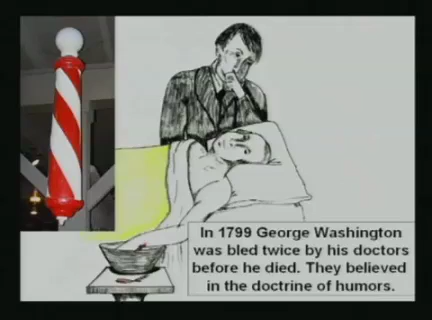 In 1799 George Washington
was bled twice by his doctors
before he died. They believed
in the doctrine of humors.